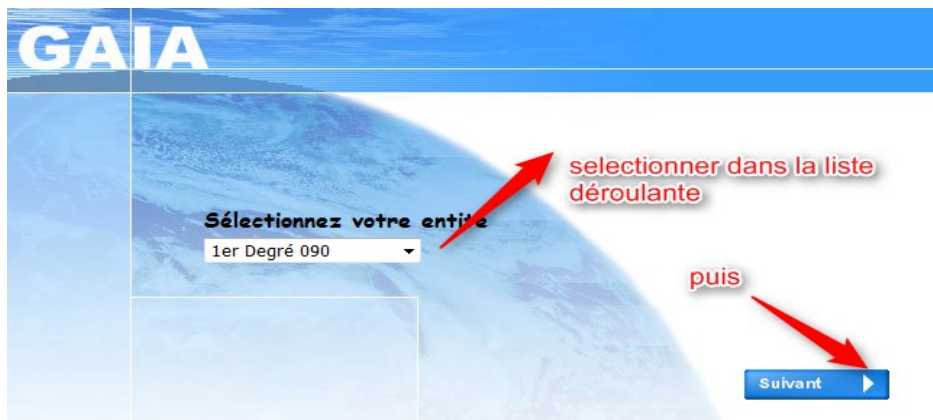 GAIA
selectionner dans la liste
déroulante
Sélectionnez votre entité
1er Degré 090
puis
Suivant